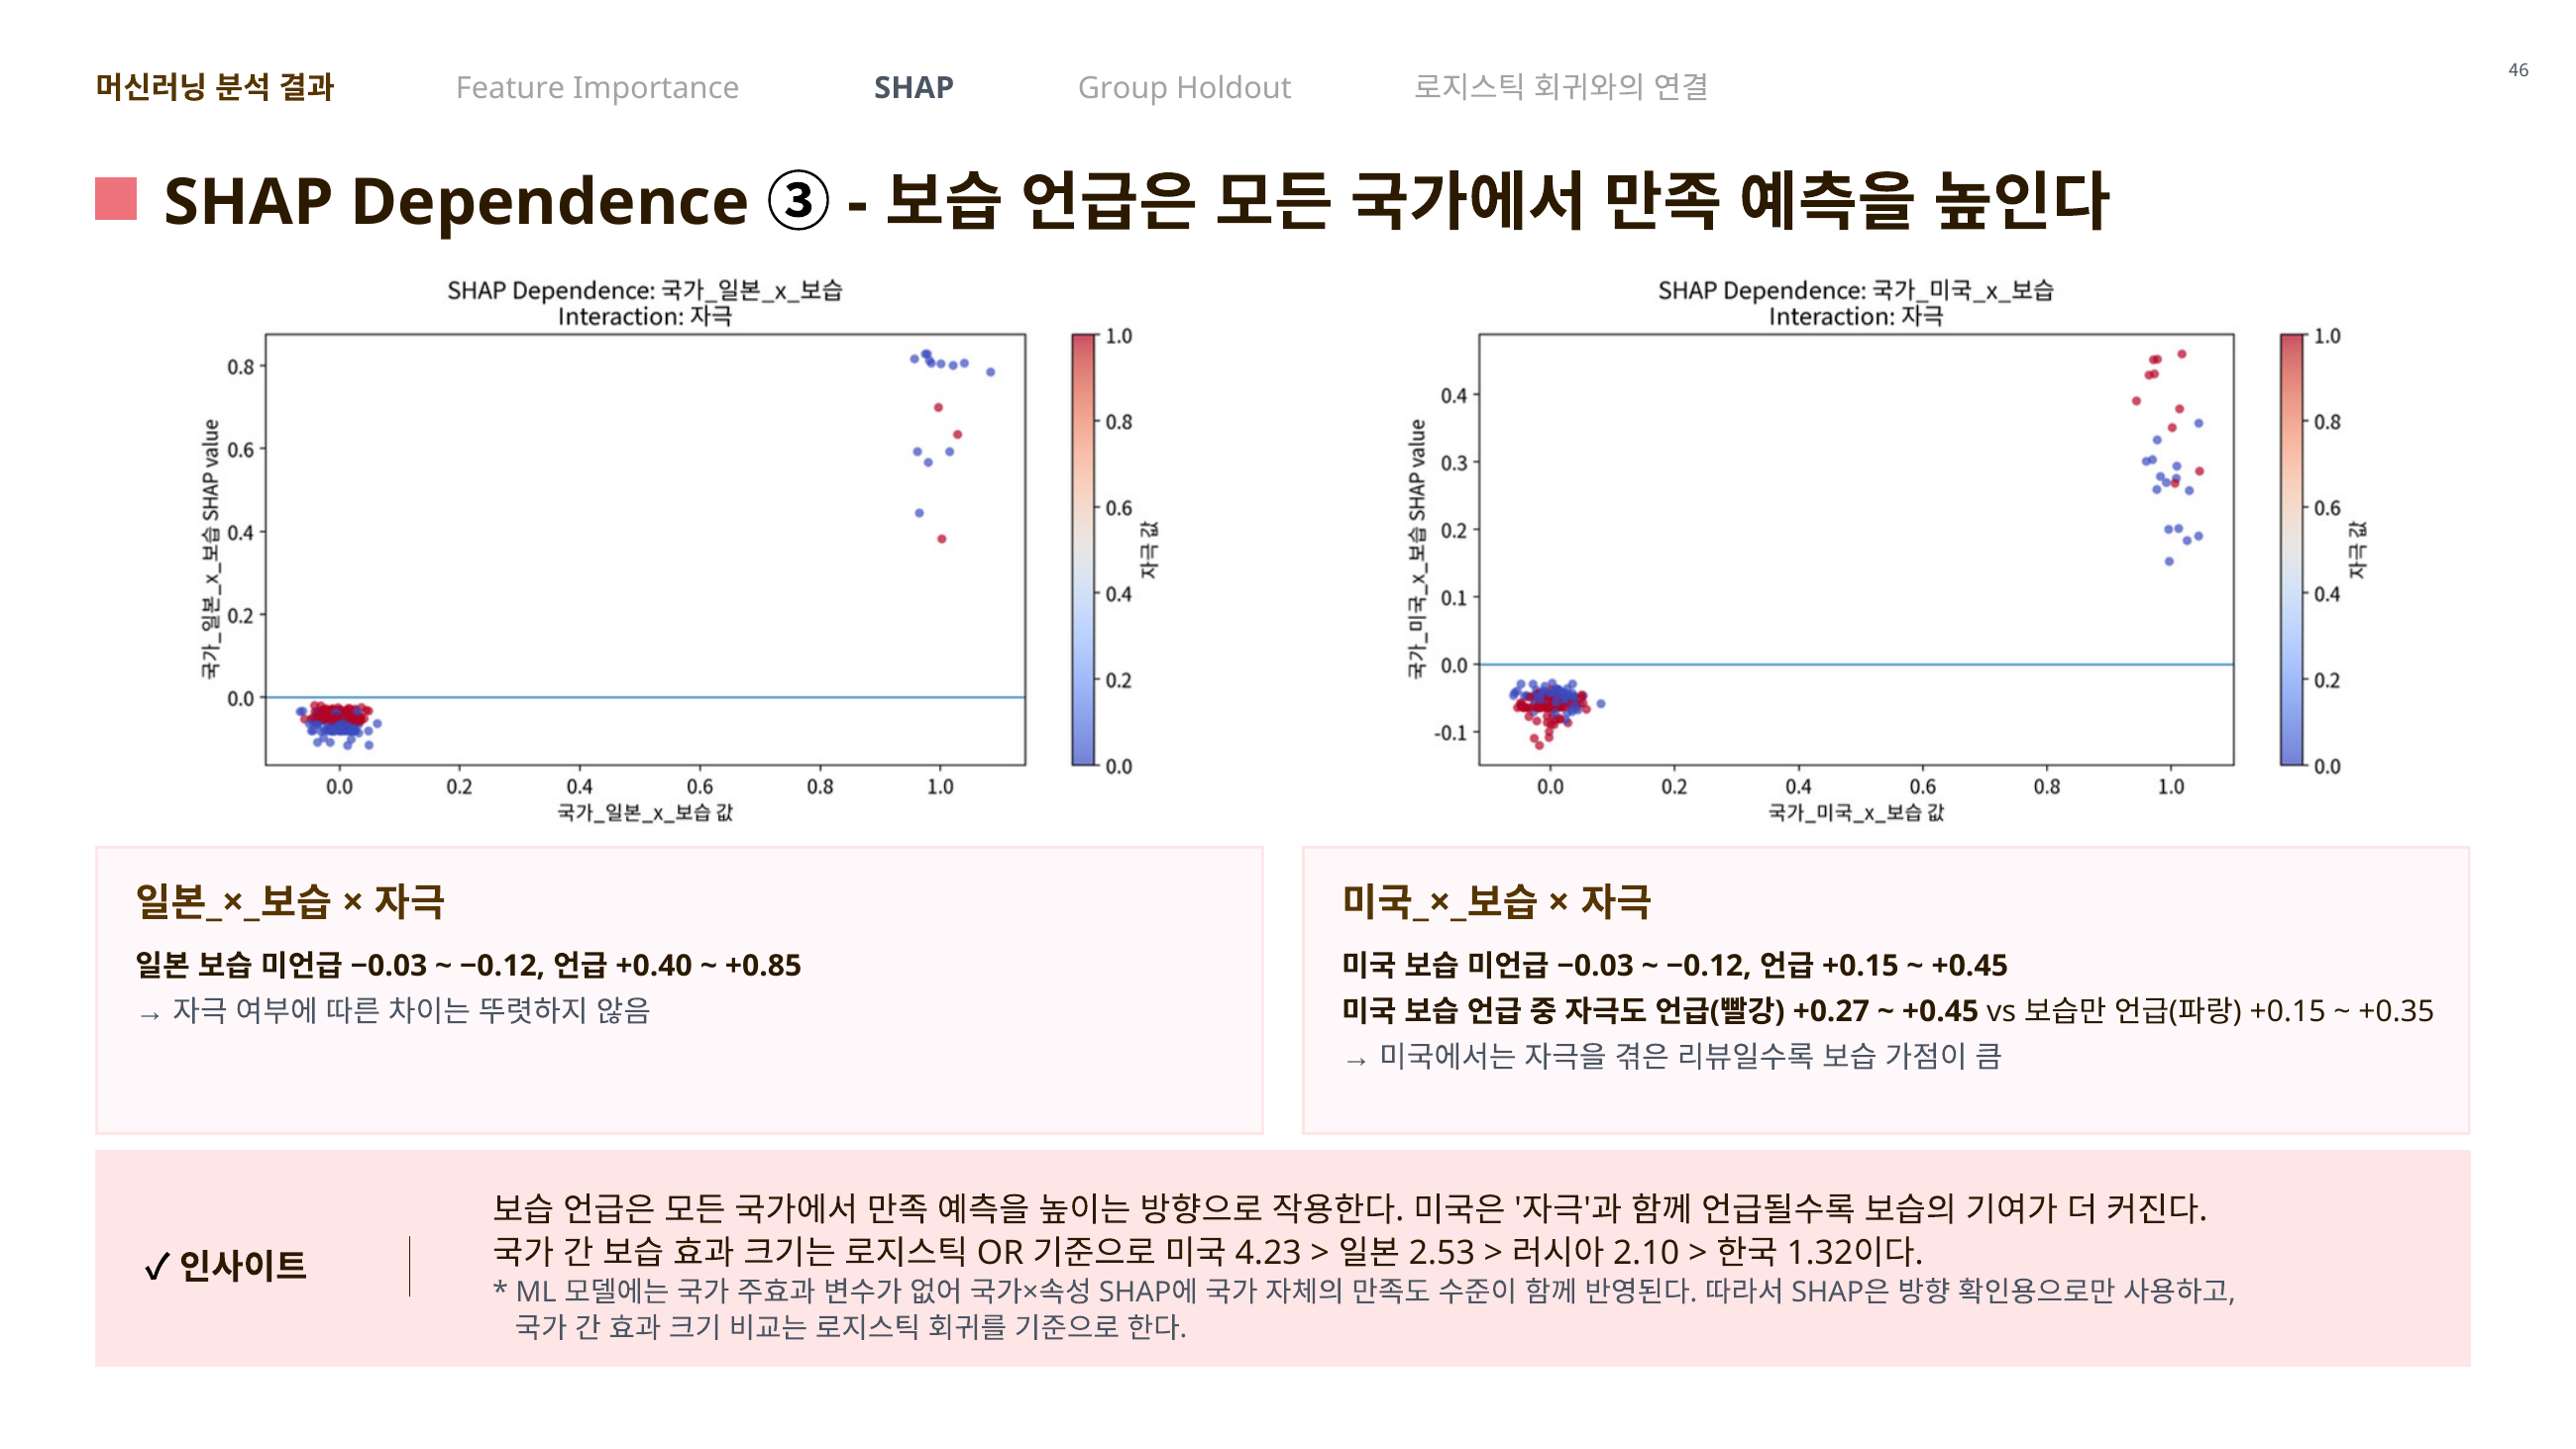 머신러닝 분석 결과 Feature Importance SHAP Group Holdout 로지스틱 회귀와의 연결
46
SHAP Dependence ③ - 보습 언급은 모든 국가에서 만족 예측을 높인다
SHAP Dependence: 국가_일본_x_보습
Interaction: 자극
국가_일본_x_보습 SHAP value
0.8
0.6
0.4
0.2
0.0
0.0 0.2 0.4 0.6 0.8 1.0
국가_일본_x_보습 값
1.0
0.8
0.6
0.4
0.2
0.0
자극 값
SHAP Dependence: 국가_미국_x_보습
Interaction: 자극
국가_미국_x_보습 SHAP value
0.4
0.3
0.2
0.1
0.0
-0.1
0.0 0.2 0.4 0.6 0.8 1.0
국가_미국_x_보습 값
1.0
0.8
0.6
0.4
0.2
0.0
자극 값
일본_×_보습 × 자극
일본 보습 미언급 −0.03 ~ −0.12, 언급 +0.40 ~ +0.85
→ 자극 여부에 따른 차이는 뚜렷하지 않음
미국_×_보습 × 자극
미국 보습 미언급 −0.03 ~ −0.12, 언급 +0.15 ~ +0.45
미국 보습 언급 중 자극도 언급(빨강) +0.27 ~ +0.45 vs 보습만 언급(파랑) +0.15 ~ +0.35
→ 미국에서는 자극을 겪은 리뷰일수록 보습 가점이 큼
✓ 인사이트
보습 언급은 모든 국가에서 만족 예측을 높이는 방향으로 작용한다. 미국은 '자극'과 함께 언급될수록 보습의 기여가 더 커진다.
국가 간 보습 효과 크기는 로지스틱 OR 기준으로 미국 4.23 > 일본 2.53 > 러시아 2.10 > 한국 1.32이다.
* ML 모델에는 국가 주효과 변수가 없어 국가×속성 SHAP에 국가 자체의 만족도 수준이 함께 반영된다. 따라서 SHAP은 방향 확인용으로만 사용하고,
국가 간 효과 크기 비교는 로지스틱 회귀를 기준으로 한다.